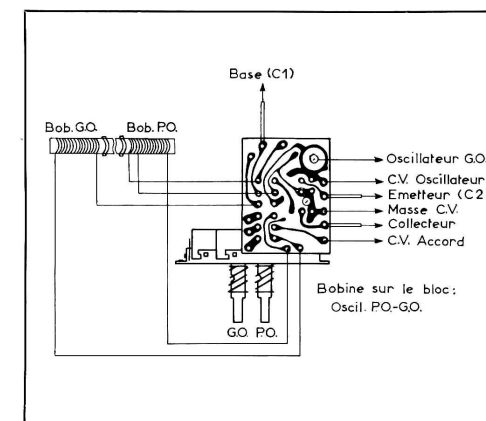 Base (C1)
Bob. G.O. Bob. P.O.
Oscillateur G.O.
C.V. Oscillateur
Emetteur (C2
Masse C.V.
Collecteur
C.V. Accord
Bobine sur le bloc:
Oscil. P.O.-G.O.
G.O. P.O.